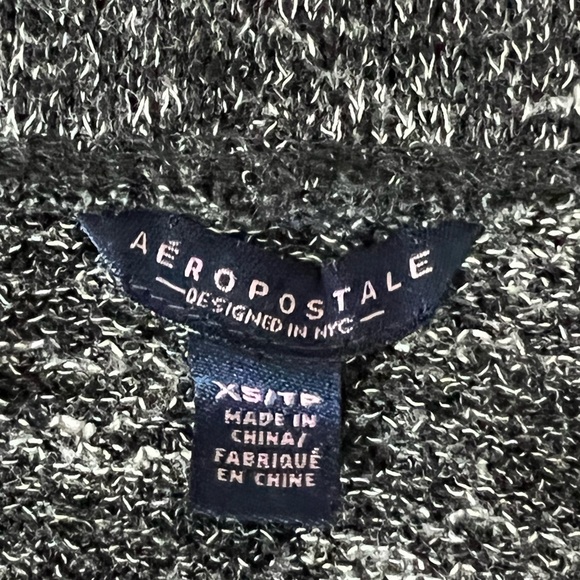 AÉROPOSTALE
— DESIGNED IN NYC —
XS/TP
MADE IN
CHINA/
FABRIQUÉ
EN CHINE